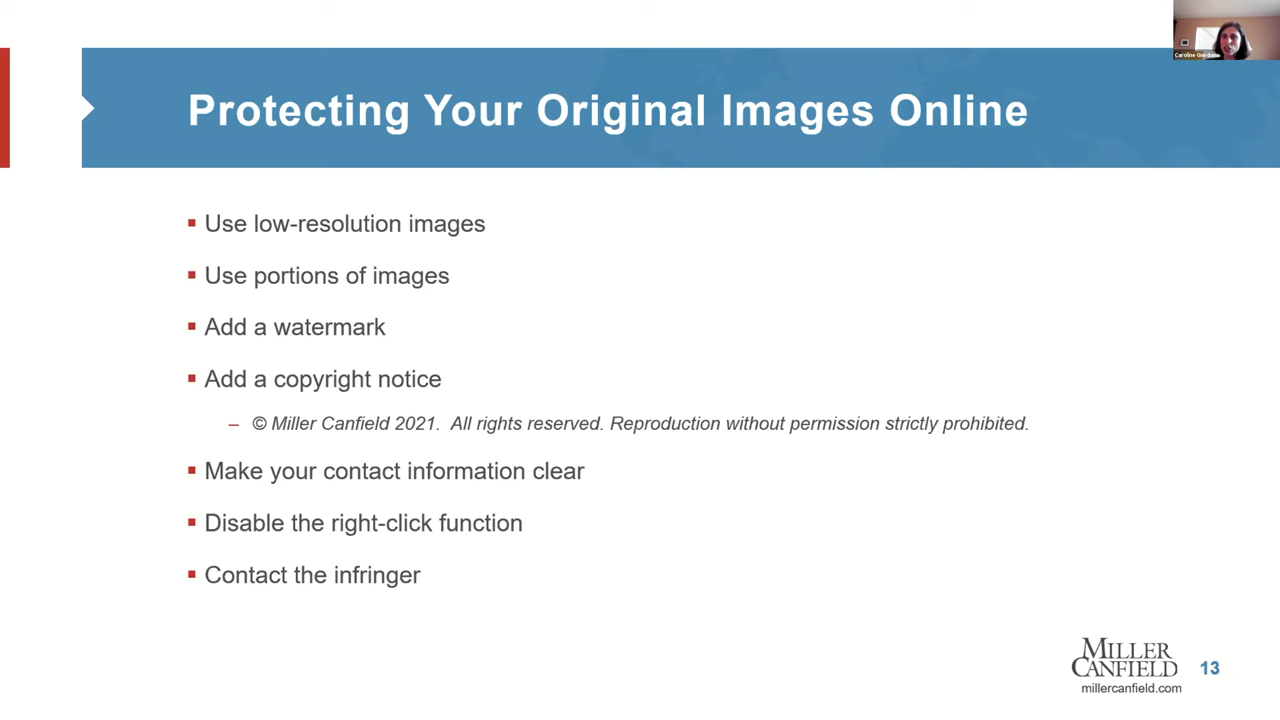 Caroline Giordano
Protecting Your Original Images Online
Use low-resolution images
Use portions of images
Add a watermark
Add a copyright notice
– © Miller Canfield 2021. All rights reserved. Reproduction without permission strictly prohibited.
Make your contact information clear
Disable the right-click function
Contact the infringer
MILLER
CANFIELD
millercanfield.com
13